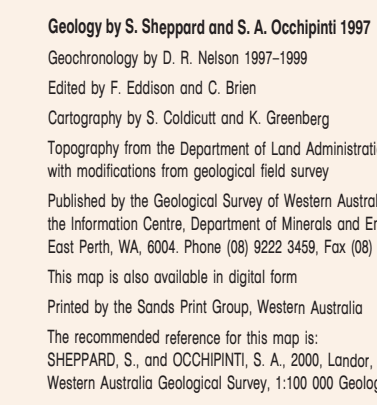 Geology by S. Sheppard and S. A. Occhipinti 1997
Geochronology by D. R. Nelson 1997–1999
Edited by F. Eddison and C. Brien
Cartography by S. Coldicutt and K. Greenberg
Topography from the Department of Land Administrati
with modifications from geological field survey
Published by the Geological Survey of Western Austral
the Information Centre, Department of Minerals and En
East Perth, WA, 6004. Phone (08) 9222 3459, Fax (08)
This map is also available in digital form
Printed by the Sands Print Group, Western Australia
The recommended reference for this map is:
SHEPPARD, S., and OCCHIPINTI, S. A., 2000, Landor,
Western Australia Geological Survey, 1:100 000 Geolog